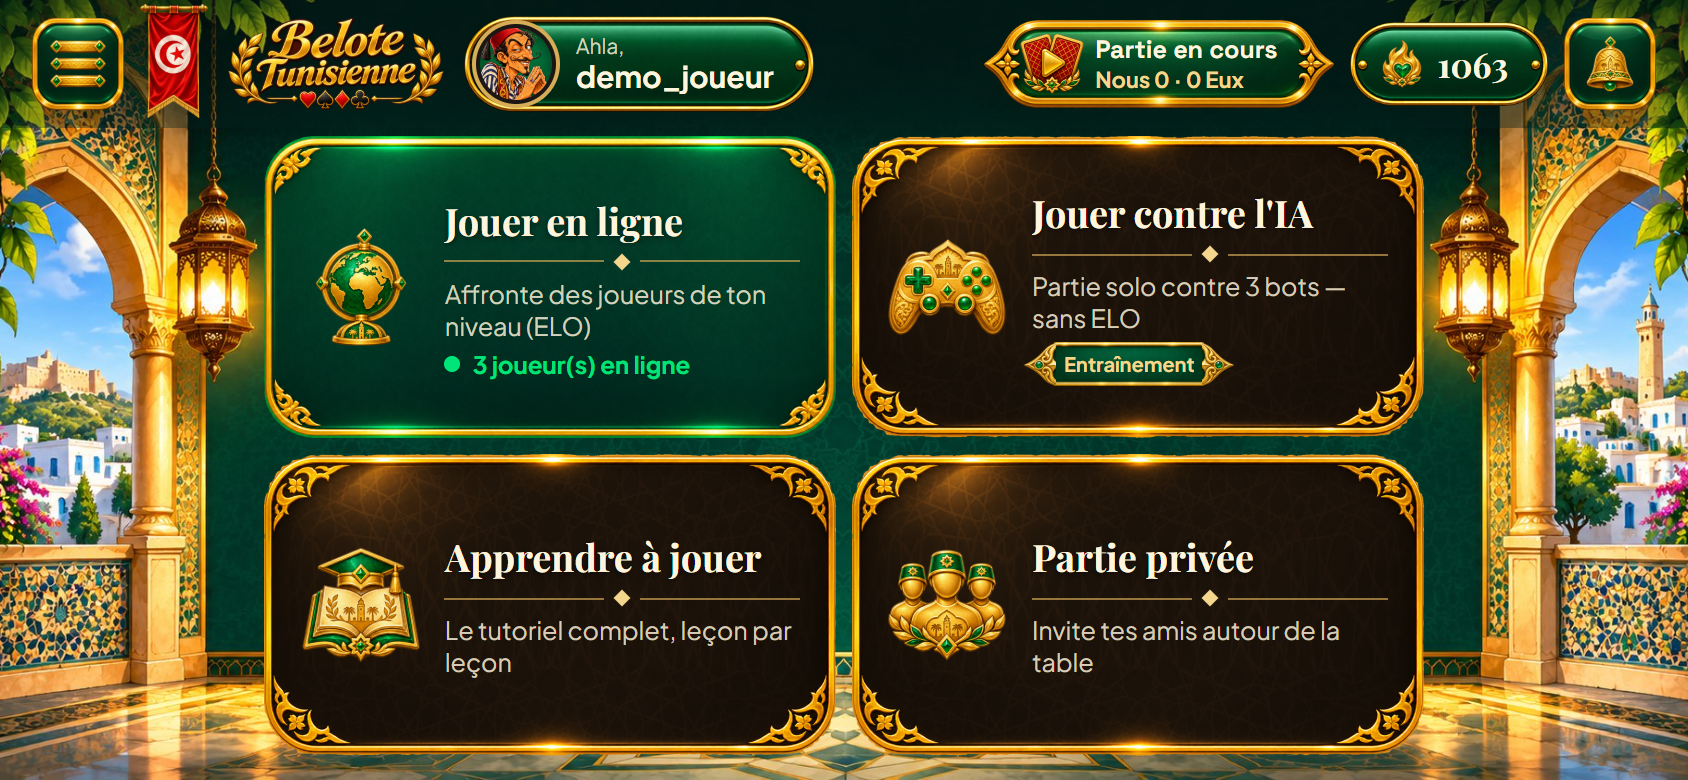 Belote
Tunisienne
Ahla,
demo_joueur
Partie en cours
Nous 0 · 0 Eux
1063
Jouer en ligne
Affronte des joueurs de ton
niveau (ELO)
3 joueur(s) en ligne
Jouer contre l'IA
Partie solo contre 3 bots —
sans ELO
Entraînement
Apprendre à jouer
Le tutoriel complet, leçon par
leçon
Partie privée
Invite tes amis autour de la
table